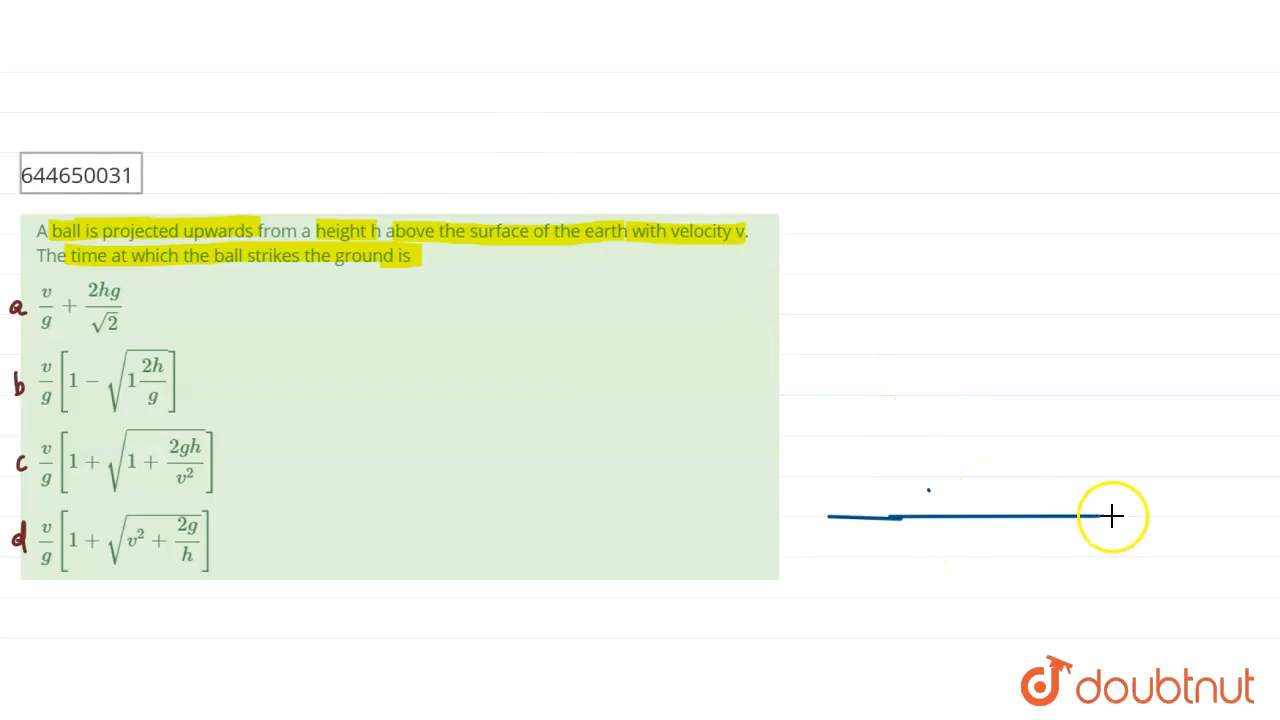 644650031
A ball is projected upwards from a height h above the surface of the earth with velocity v.
The time at which the ball strikes the ground is
a v/g + 2hg/√2
b v/g [1 − √(1 2h/g)]
c v/g [1 + √(1 + 2gh/v²)]
d v/g [1 + √(v² + 2g/h)]
doubtnut